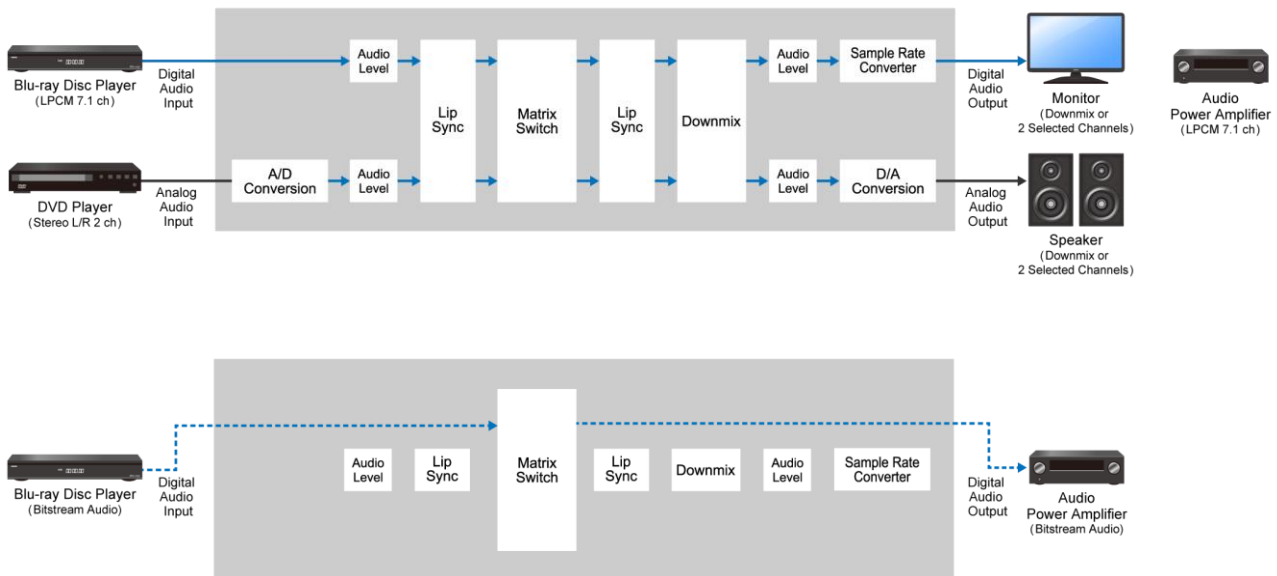 Blu-ray Disc Player
(LPCM 7.1 ch)
Digital
Audio
Input
Audio
Level
Lip
Sync
Matrix
Switch
Lip
Sync
Downmix
Audio
Level
Sample Rate
Converter
Digital
Audio
Output
Monitor
(Downmix or
2 Selected Channels)
Audio
Power Amplifier
(LPCM 7.1 ch)
DVD Player
(Stereo L/R 2 ch)
Analog
Audio
Input
A/D
Conversion
Audio
Level
Audio
Level
D/A
Conversion
Analog
Audio
Output
Speaker
(Downmix or
2 Selected Channels)
Blu-ray Disc Player
(Bitstream Audio)
Digital
Audio
Input
Audio
Level
Lip
Sync
Matrix
Switch
Lip
Sync
Downmix
Audio
Level
Sample Rate
Converter
Digital
Audio
Output
Audio
Power Amplifier
(Bitstream Audio)